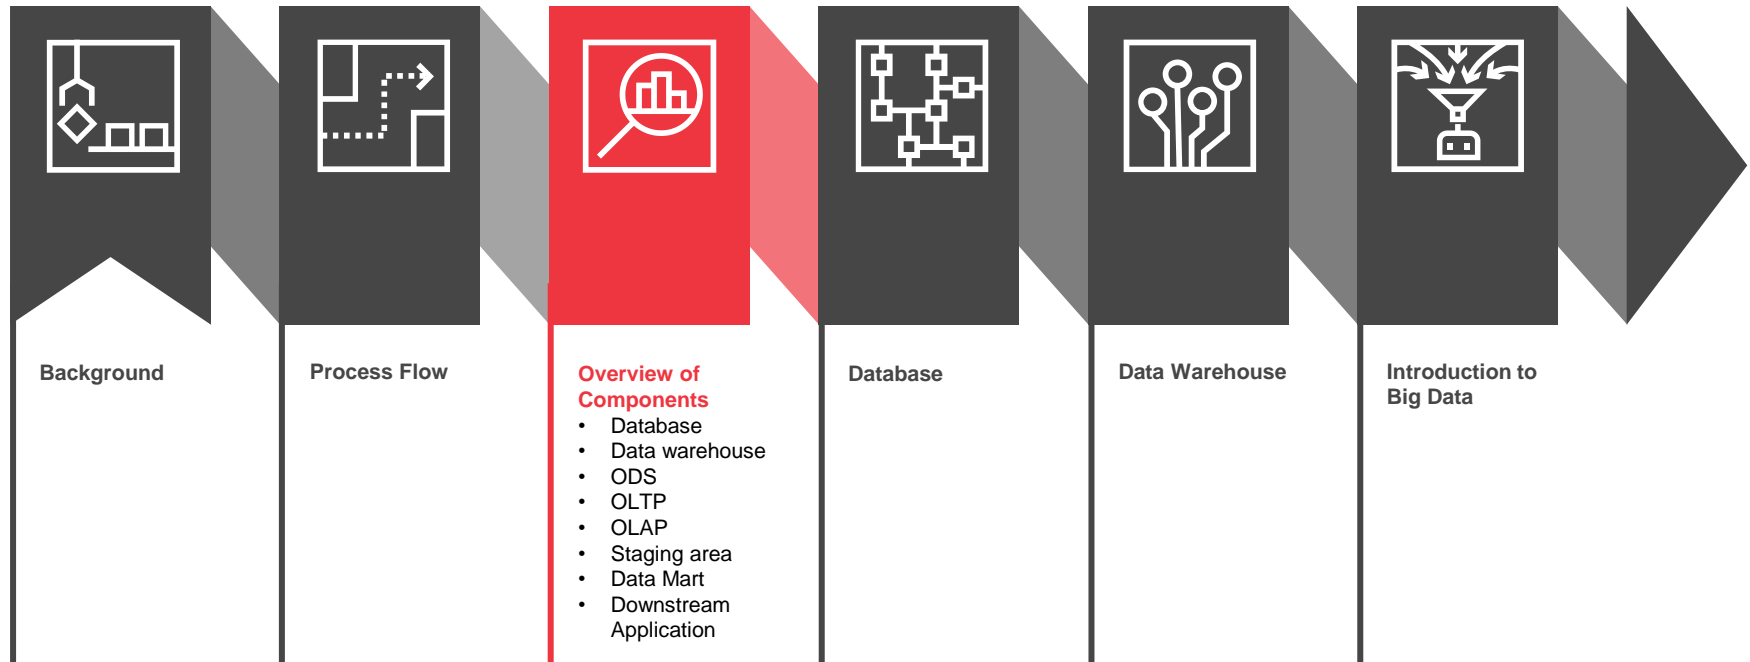 Background
Process Flow
Overview of
Components
• Database
• Data warehouse
• ODS
• OLTP
• OLAP
• Staging area
• Data Mart
• Downstream
Application
Database
Data Warehouse
Introduction to
Big Data